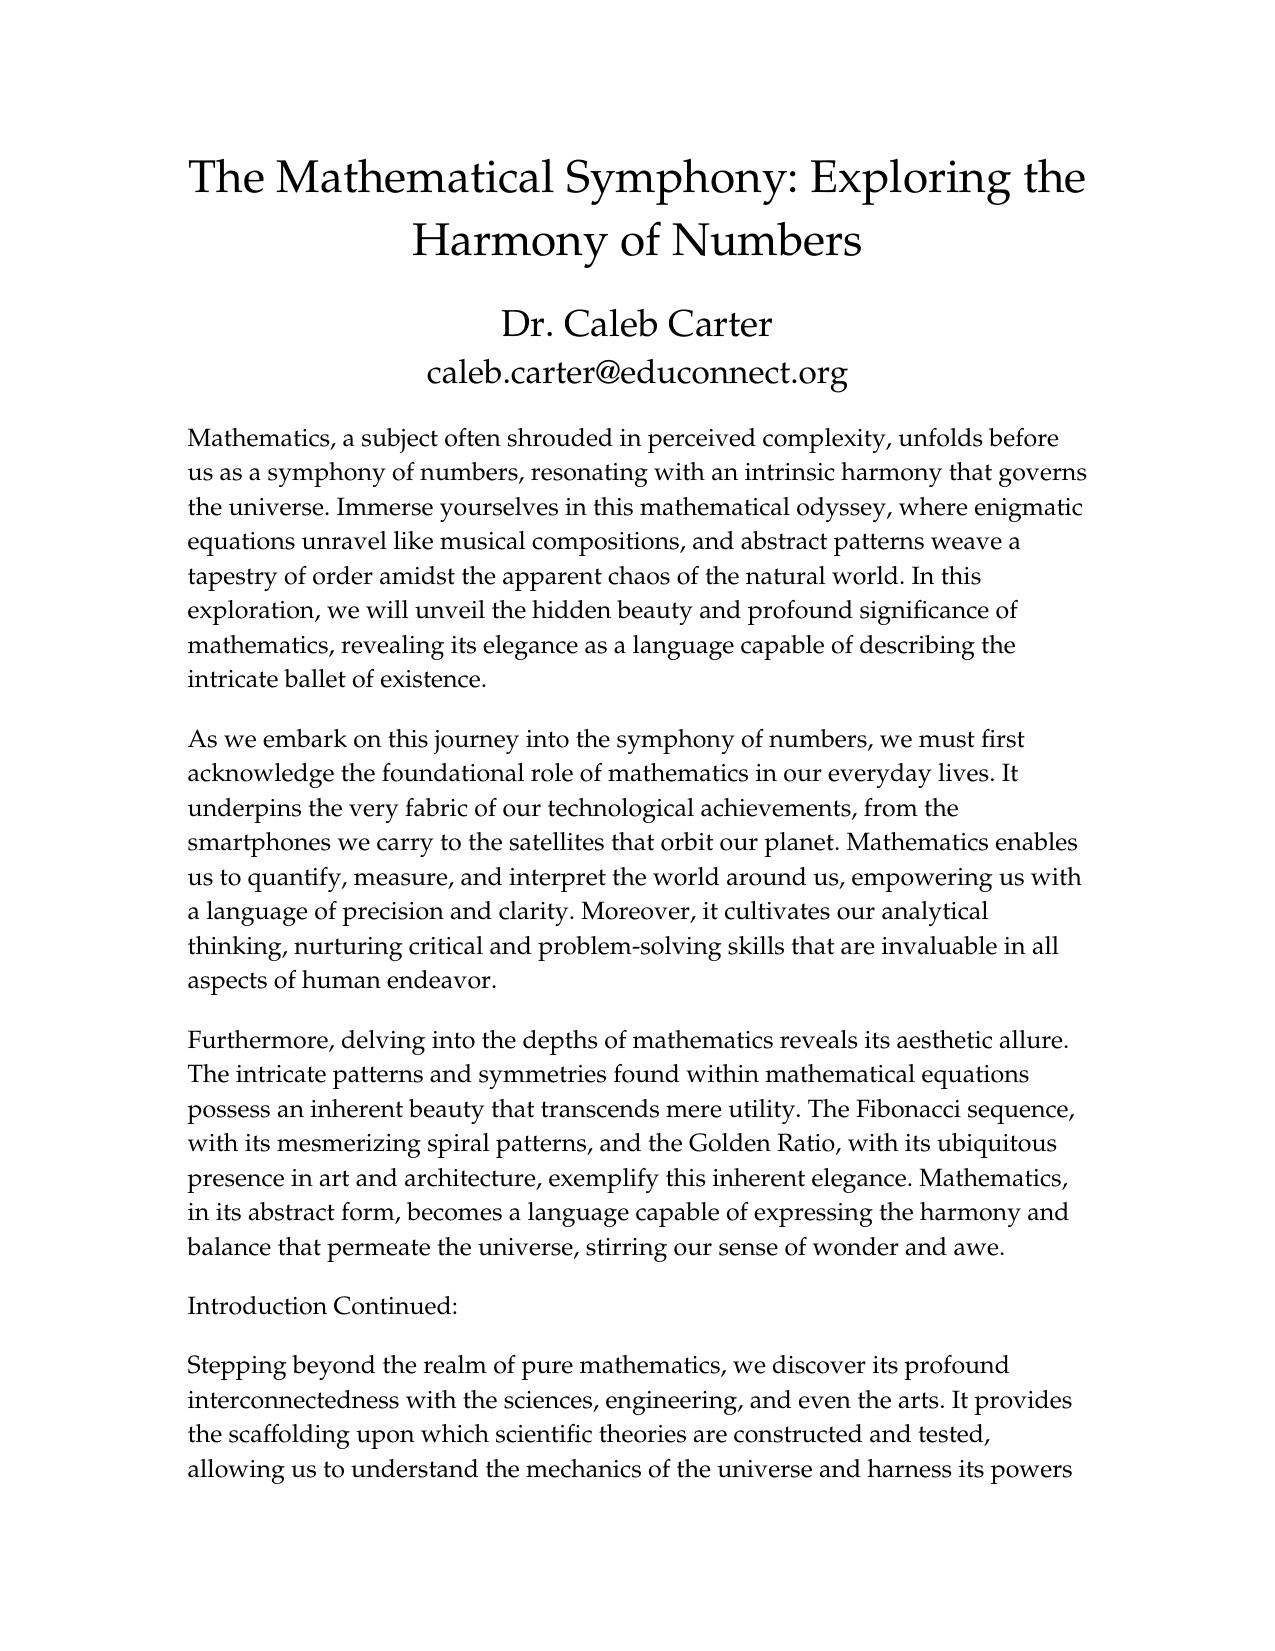 The Mathematical Symphony: Exploring the
Harmony of Numbers
Dr. Caleb Carter
caleb.carter@educonnect.org
Mathematics, a subject often shrouded in perceived complexity, unfolds before
us as a symphony of numbers, resonating with an intrinsic harmony that governs
the universe. Immerse yourselves in this mathematical odyssey, where enigmatic
equations unravel like musical compositions, and abstract patterns weave a
tapestry of order amidst the apparent chaos of the natural world. In this
exploration, we will unveil the hidden beauty and profound significance of
mathematics, revealing its elegance as a language capable of describing the
intricate ballet of existence.
As we embark on this journey into the symphony of numbers, we must first
acknowledge the foundational role of mathematics in our everyday lives. It
underpins the very fabric of our technological achievements, from the
smartphones we carry to the satellites that orbit our planet. Mathematics enables
us to quantify, measure, and interpret the world around us, empowering us with
a language of precision and clarity. Moreover, it cultivates our analytical
thinking, nurturing critical and problem-solving skills that are invaluable in all
aspects of human endeavor.
Furthermore, delving into the depths of mathematics reveals its aesthetic allure.
The intricate patterns and symmetries found within mathematical equations
possess an inherent beauty that transcends mere utility. The Fibonacci sequence,
with its mesmerizing spiral patterns, and the Golden Ratio, with its ubiquitous
presence in art and architecture, exemplify this inherent elegance. Mathematics,
in its abstract form, becomes a language capable of expressing the harmony and
balance that permeate the universe, stirring our sense of wonder and awe.
Introduction Continued:
Stepping beyond the realm of pure mathematics, we discover its profound
interconnectedness with the sciences, engineering, and even the arts. It provides
the scaffolding upon which scientific theories are constructed and tested,
allowing us to understand the mechanics of the universe and harness its powers